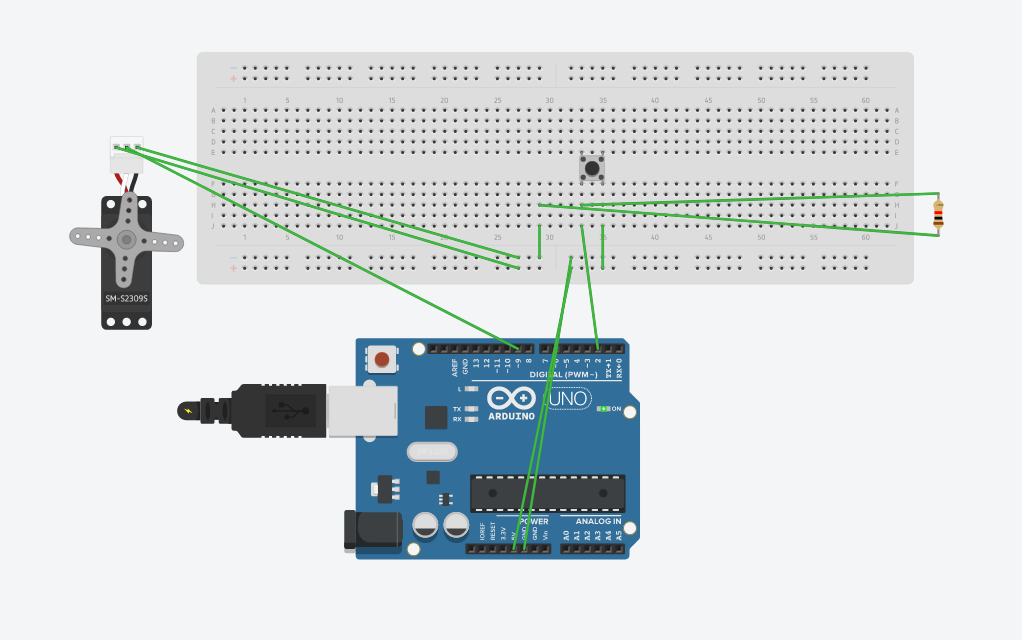 − −
+ +
1 5 10 15 20 25 30 35 40 45 50 55 60
A A
B B
C C
D D
E E
F F
G G
H H
I I
J J
1 5 10 15 20 25 30 35 40 45 50 55 60
− −
+ +
SM-S2309S
AREF GND 13 12 ~11 ~10 ~9 8 7 ~6 ~5 4 ~3 2 TX→1 RX←0
DIGITAL (PWM~)
L
TX
RX
ARDUINO
UNO
ON
POWER
ANALOG IN
IOREF RESET 3.3V 5V GND GND Vin A0 A1 A2 A3 A4 A5